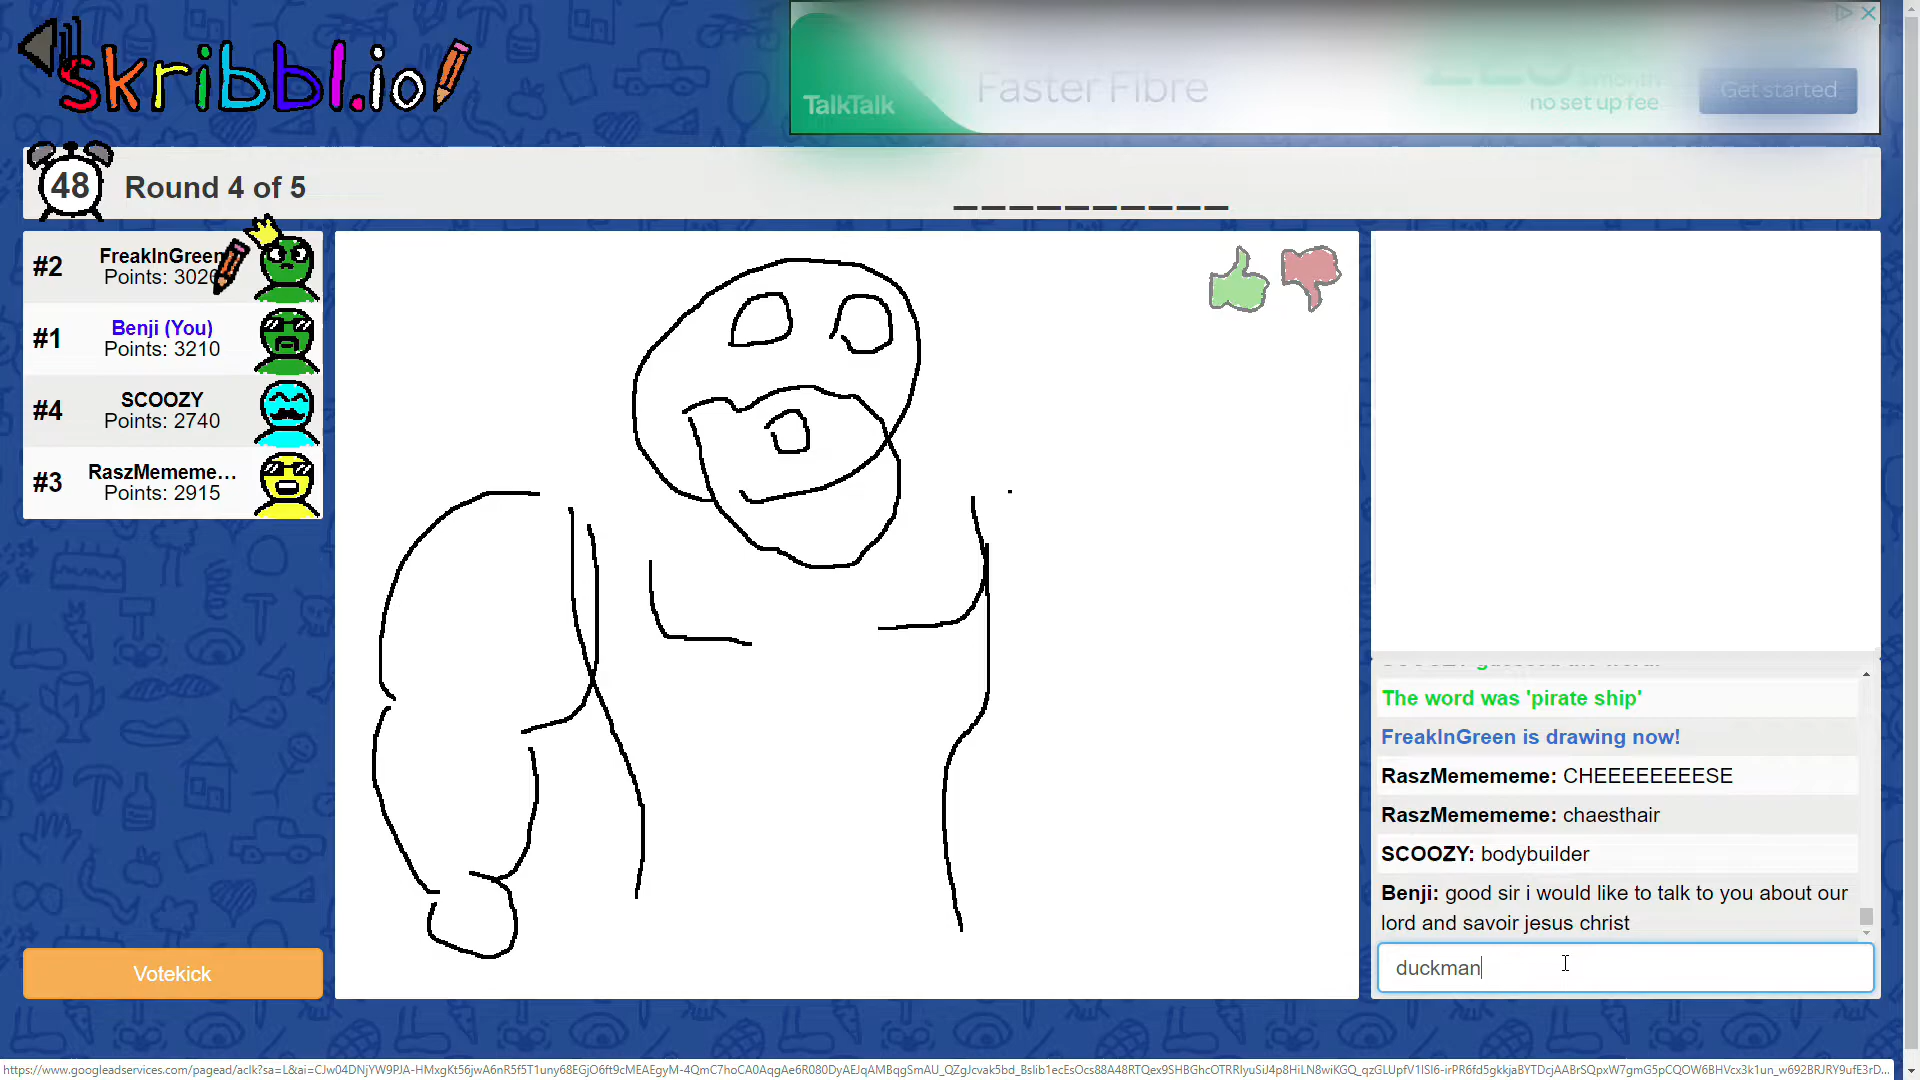 skribbl.io
TalkTalk
Faster Fibre
month
no set up fee
Get started
48
Round 4 of 5
__________
#2
FreakInGreen
Points: 3020
#1
Benji (You)
Points: 3210
#4
SCOOZY
Points: 2740
#3
RaszMememe...
Points: 2915
Votekick
The word was 'pirate ship'
FreakInGreen is drawing now!
RaszMemememe: CHEEEEEEEESE
RaszMemememe: chaesthair
SCOOZY: bodybuilder
Benji: good sir i would like to talk to you about our
lord and savoir jesus christ
duckman